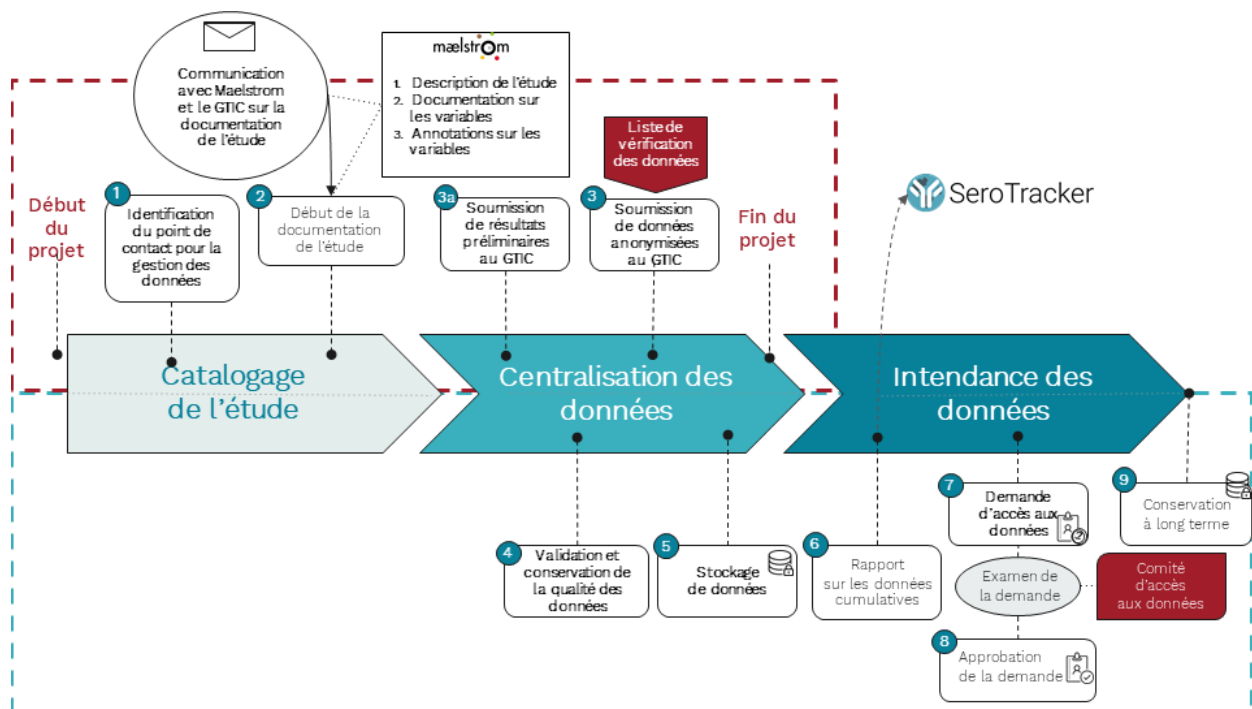 Communication
avec Maelstrom
et le GTIC sur la
documentation
de l'étude
mælstrom
1. Description de l'étude
2. Documentation sur
les variables
3. Annotations sur les
variables
Liste de
vérification
des données
Début
du
projet
1
Identification
du point de
contact pour la
gestion des
données
2
Début de la
documentation
de l'étude
3a
Soumission
de résultats
préliminaires
au GTIC
3
Soumission
de données
anonymisées
au GTIC
Fin du
projet
SeroTracker
Catalogage
de l'étude
Centralisation des
données
Intendance des
données
4
Validation et
conservation de
la qualité des
données
5
Stockage
de données
6
Rapport
sur les données
cumulatives
7
Demande
d'accès aux
données
Examen de
la demande
Comité
d'accès
aux données
8
Approbation
de la demande
9
Conservation
à long terme